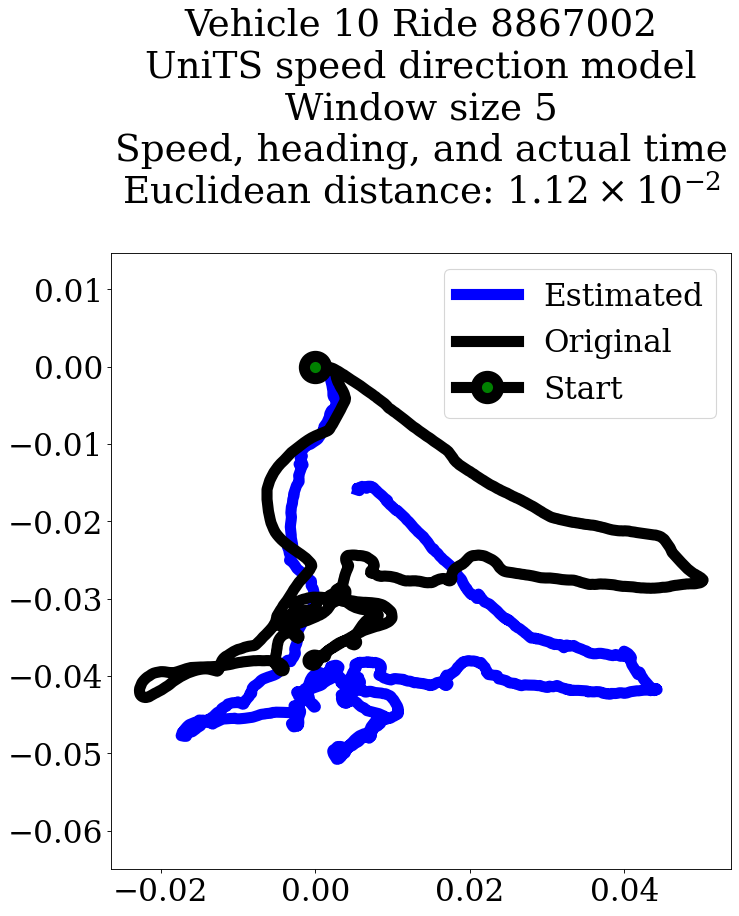 Vehicle 10 Ride 8867002
UniTS speed direction model
Window size 5
Speed, heading, and actual time
Euclidean distance: 1.12 × 10⁻²
Estimated
Original
Start
0.01
0.00
−0.01
−0.02
−0.03
−0.04
−0.05
−0.06
−0.02 0.00 0.02 0.04